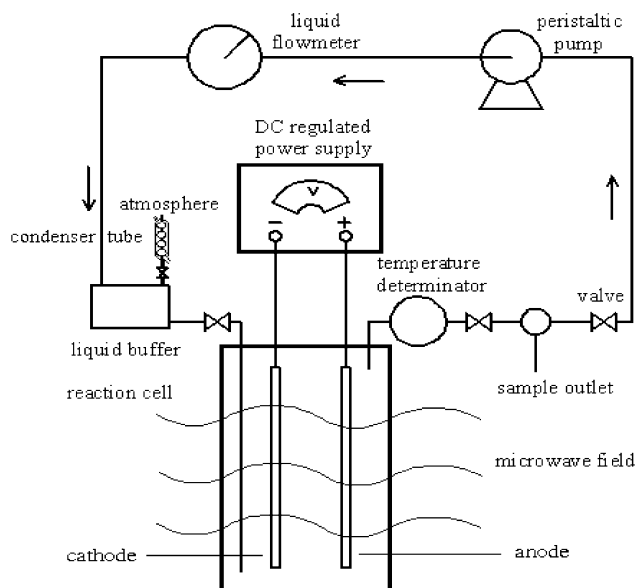 liquid
flowmeter
peristaltic
pump
DC regulated
power supply
V
- +
atmosphere
condenser tube
temperature
determinator
valve
liquid buffer
sample outlet
reaction cell
microwave field
cathode
anode